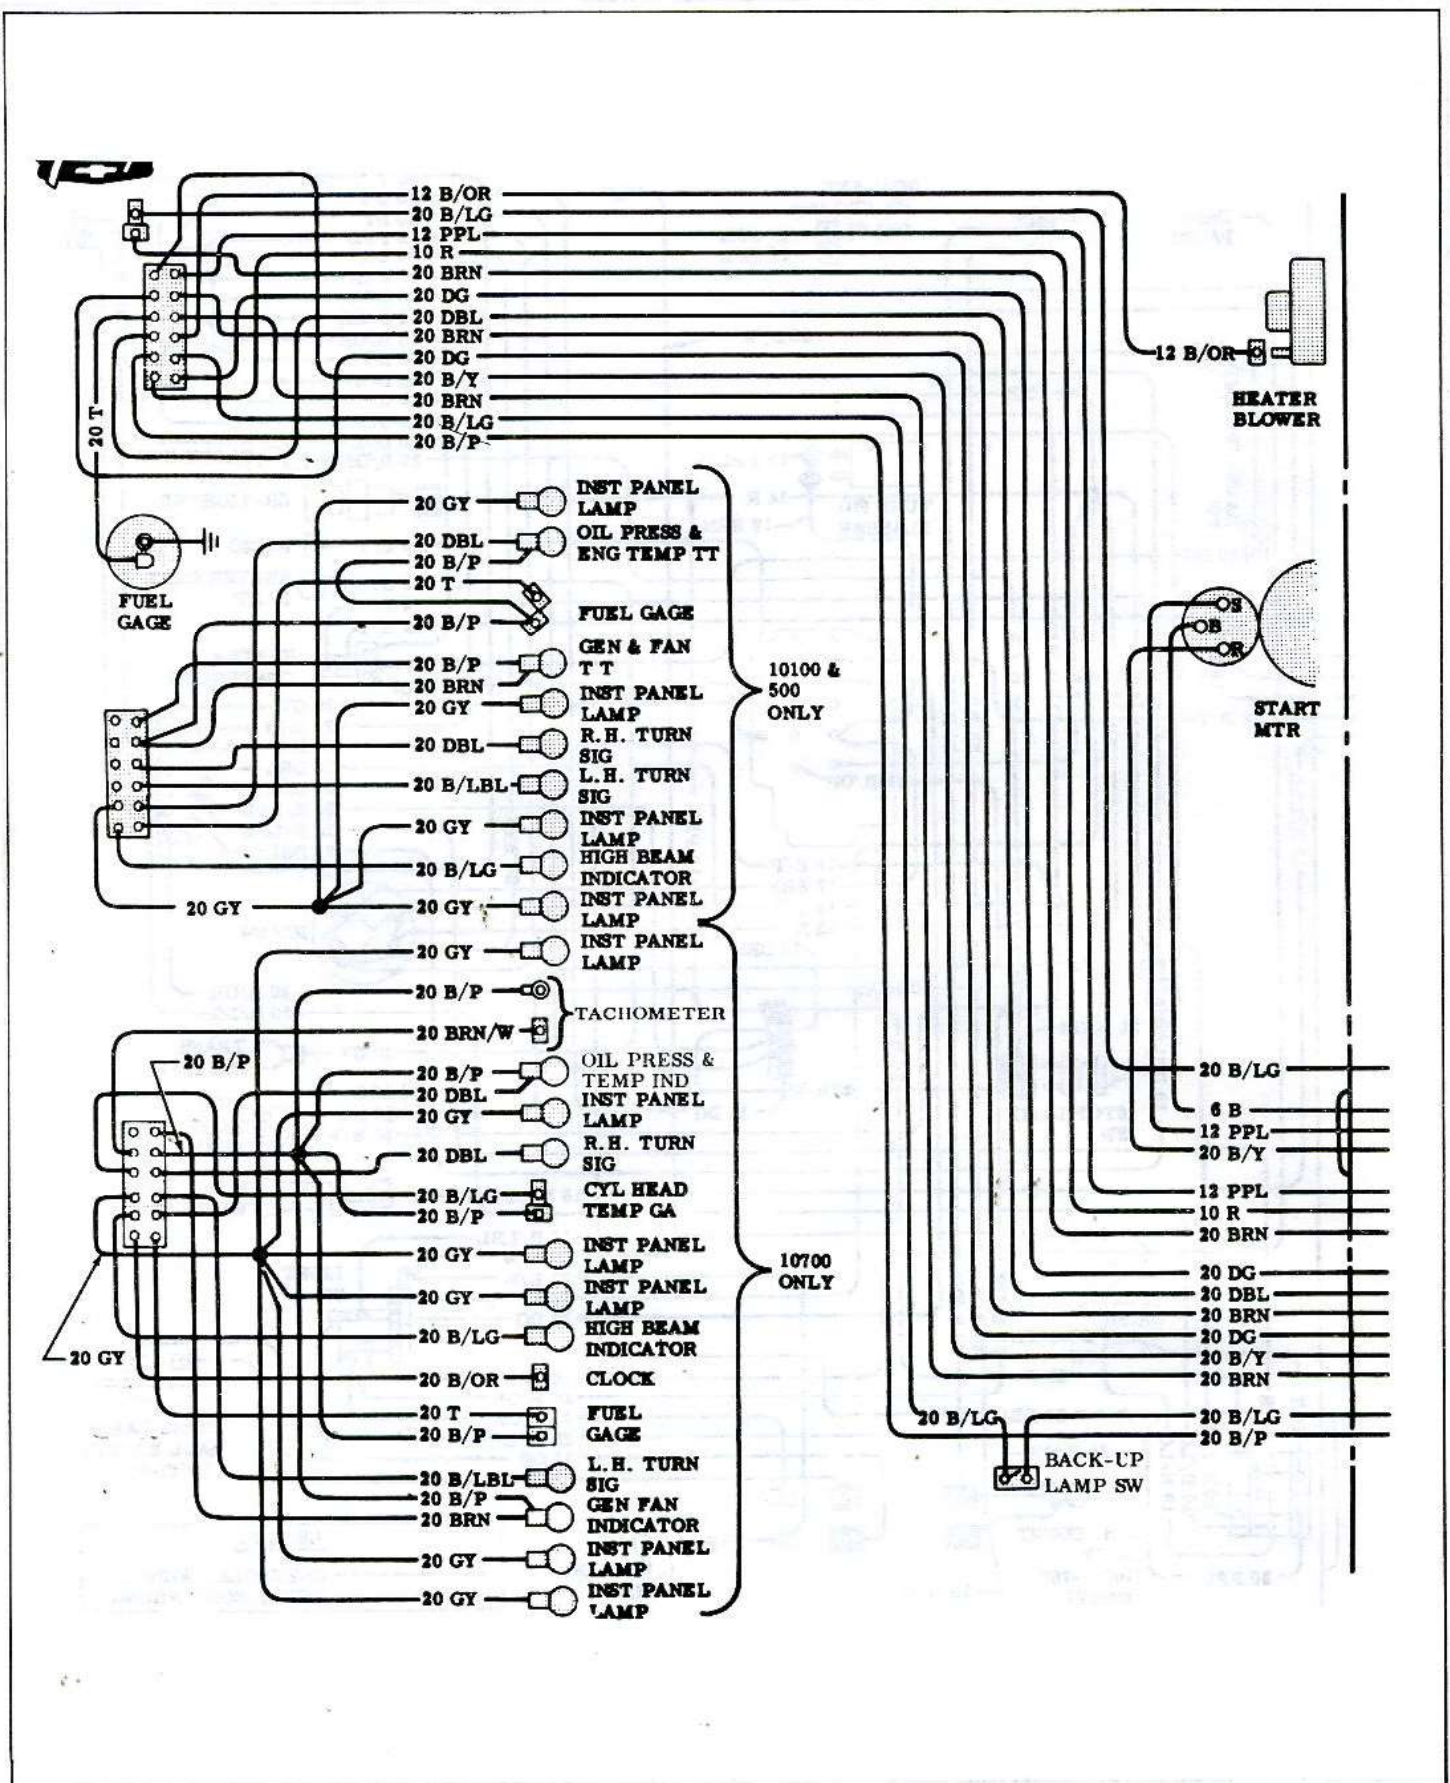 12 B/OR
20 B/LG
12 PPL
10 R
20 BRN
20 DG
20 DBL
20 BRN
20 DG
20 B/Y
20 BRN
20 B/LG
20 B/P
20 T
FUEL
GAGE
12 B/OR
HEATER
BLOWER
S
B
R
START
MTR
20 GY
INST PANEL
LAMP
20 DBL
20 B/P
OIL PRESS &
ENG TEMP TT
20 T
20 B/P
FUEL GAGE
20 B/P
20 BRN
GEN & FAN
T T
20 GY
INST PANEL
LAMP
20 DBL
R.H. TURN
SIG
20 B/LBL
L.H. TURN
SIG
20 GY
INST PANEL
LAMP
20 B/LG
HIGH BEAM
INDICATOR
20 GY
20 GY
INST PANEL
LAMP
10100 &
500
ONLY
20 GY
INST PANEL
LAMP
20 B/P
20 BRN/W
TACHOMETER
20 B/P
20 B/P
20 DBL
OIL PRESS &
TEMP IND
20 GY
INST PANEL
LAMP
20 DBL
R.H. TURN
SIG
20 B/LG
20 B/P
CYL HEAD
TEMP GA
20 GY
INST PANEL
LAMP
20 GY
INST PANEL
LAMP
20 B/LG
HIGH BEAM
INDICATOR
20 GY
20 B/OR
CLOCK
20 T
20 B/P
FUEL
GAGE
20 B/LBL
L.H. TURN
SIG
20 B/P
20 BRN
GEN FAN
INDICATOR
20 GY
INST PANEL
LAMP
20 GY
INST PANEL
LAMP
10700
ONLY
20 B/LG
6 B
12 PPL
20 B/Y
12 PPL
10 R
20 BRN
20 DG
20 DBL
20 BRN
20 DG
20 B/Y
20 BRN
20 B/LG
20 B/LG
20 B/P
BACK-UP
LAMP SW